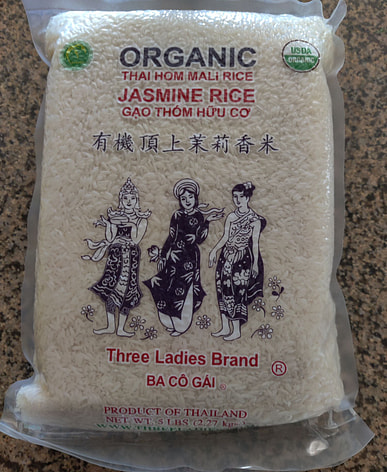 ORGANIC
USDA
ORGANIC
THAI HOM MALI RICE
JASMINE RICE
GẠO THƠM HỮU CƠ
有機頂上茉莉香米
Three Ladies Brand ®
BA CÔ GÁI ®
PRODUCT OF THAILAND
NET. WT. 5 LBS (2.27 Kgs.)